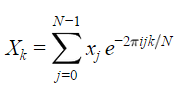 X_k = \sum_{j=0}^{N-1} x_j e^{-2\pi ijk/N}